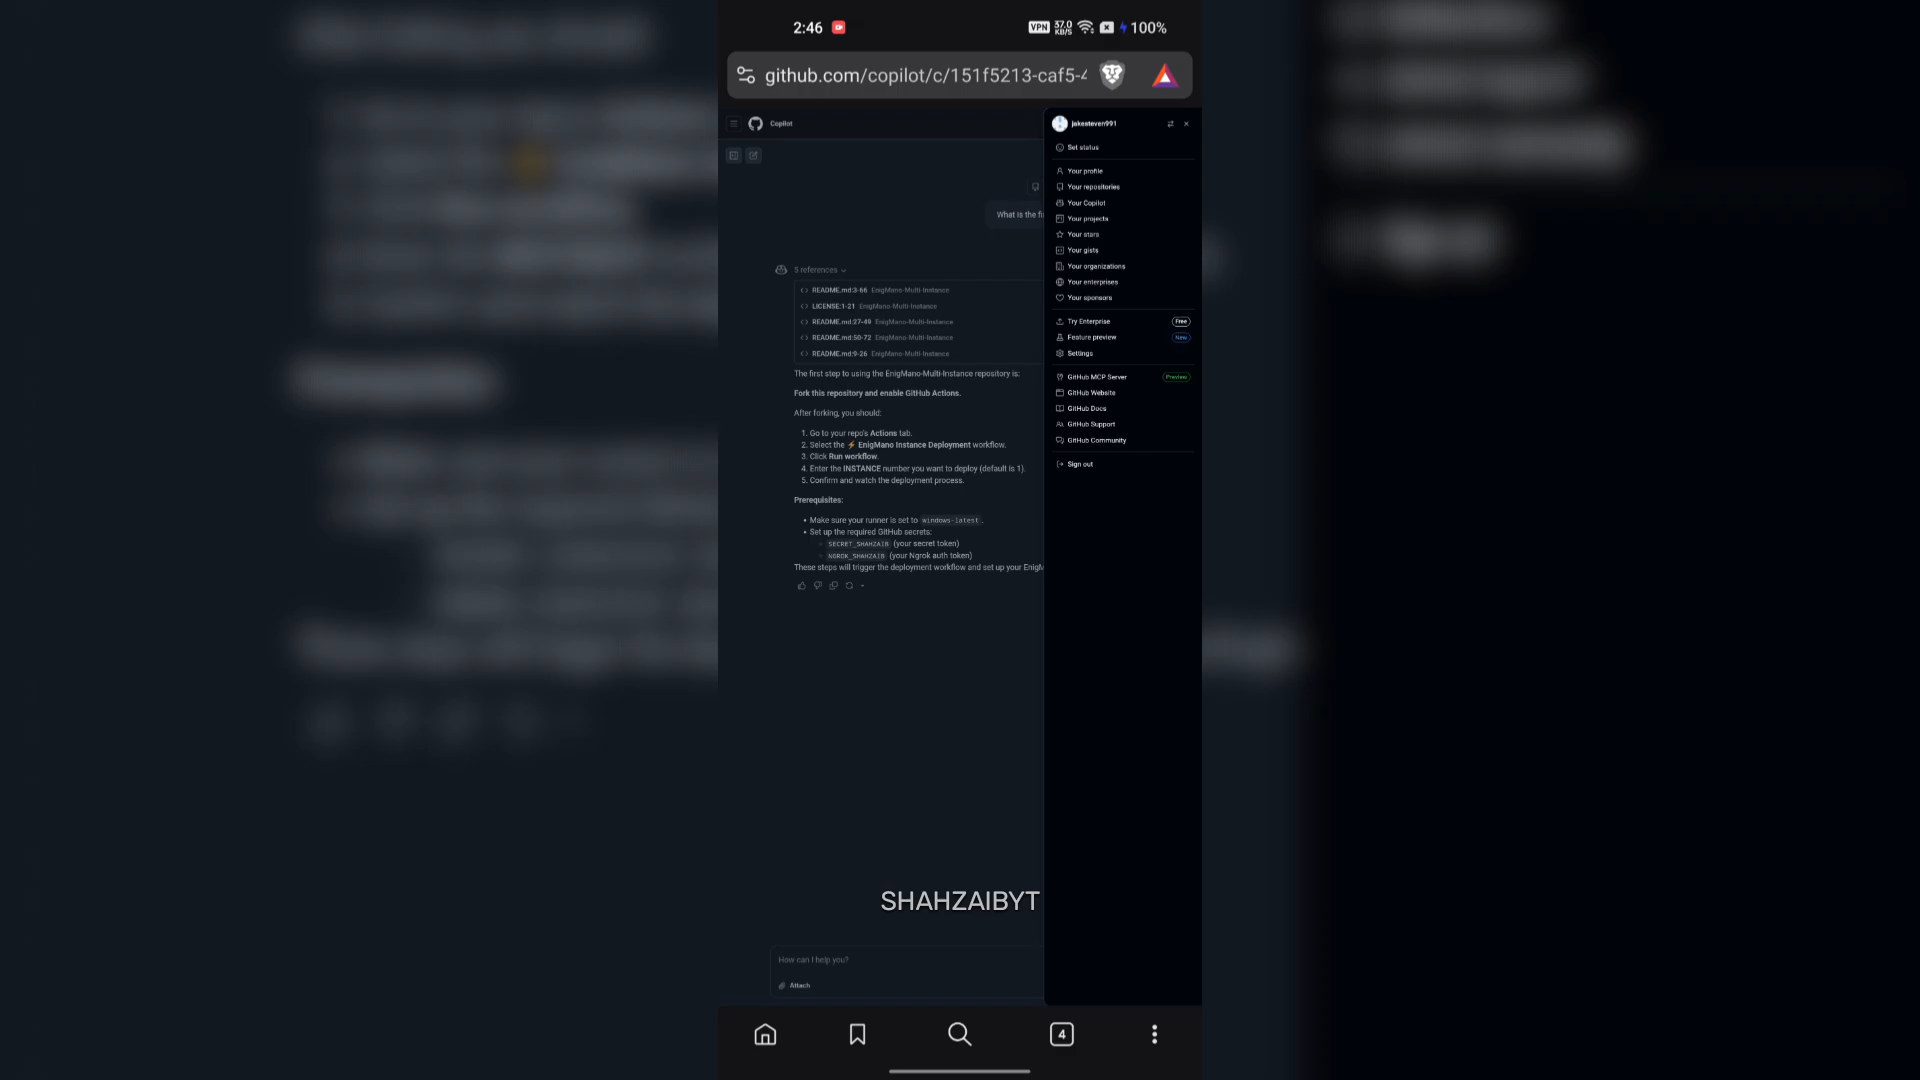 2:46
VPN 37.0 KB/S 100%
github.com/copilot/c/151f5213-caf5-4
Copilot
What is the fi
5 references
README.md:3-66 EnigMano-Multi-Instance
LICENSE:1-21 EnigMano-Multi-Instance
README.md:27-49 EnigMano-Multi-Instance
README.md:50-72 EnigMano-Multi-Instance
README.md:9-26 EnigMano-Multi-Instance
The first step to using the EnigMano-Multi-Instance repository is:
Fork this repository and enable GitHub Actions.
After forking, you should:
1. Go to your repo's Actions tab.
2. Select the ⚡ EnigMano Instance Deployment workflow.
3. Click Run workflow.
4. Enter the INSTANCE number you want to deploy (default is 1).
5. Confirm and watch the deployment process.
Prerequisites:
• Make sure your runner is set to windows-latest.
• Set up the required GitHub secrets:
SECRET_SHAHZAIB (your secret token)
NGROK_SHAHZAIB (your Ngrok auth token)
These steps will trigger the deployment workflow and set up your EnigM
SHAHZAIBYT
How can I help you?
Attach
jakesteven991
Set status
Your profile
Your repositories
Your Copilot
Your projects
Your stars
Your gists
Your organizations
Your enterprises
Your sponsors
Try Enterprise Free
Feature preview New
Settings
GitHub MCP Server Preview
GitHub Website
GitHub Docs
GitHub Support
GitHub Community
Sign out
4